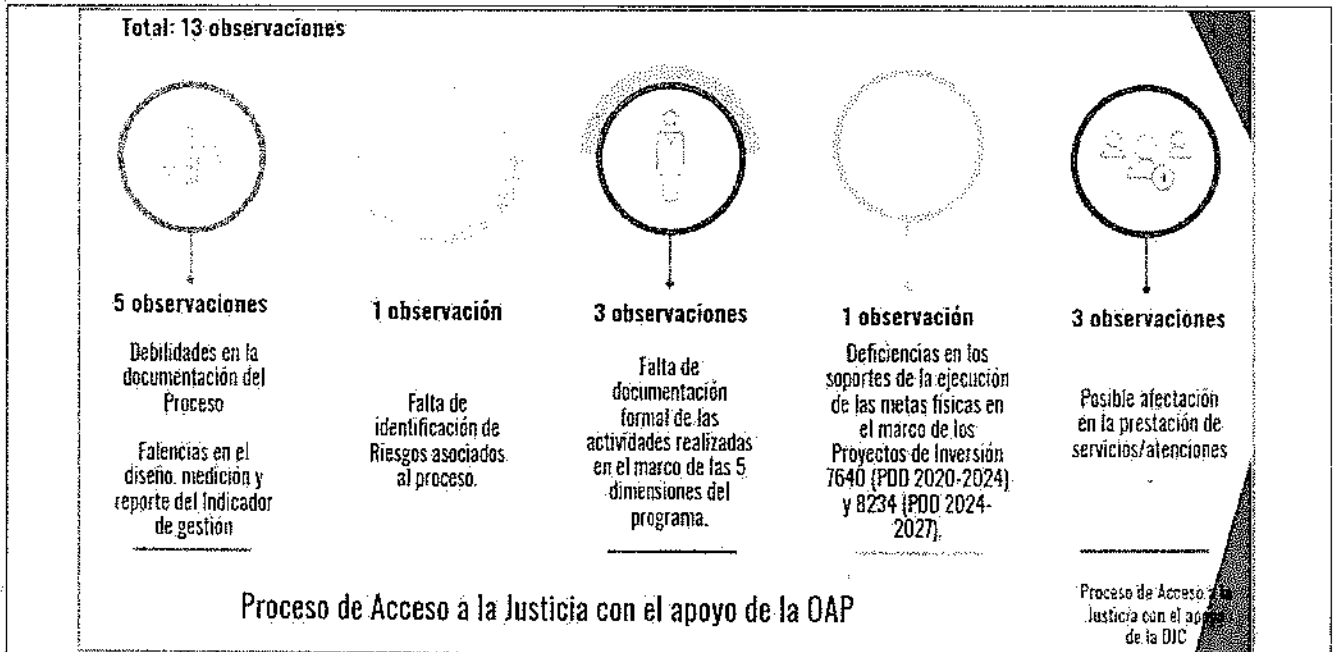 Total: 13 observaciones
5 observaciones
Debilidades en la
documentación del
Proceso
Falencias en el
diseño, medición y
reporte del Indicador
de gestión
1 observación
Falta de
identificación de
Riesgos asociados
al proceso.
3 observaciones
Falta de
documentación
formal de las
actividades realizadas
en el marco de las 5
dimensiones del
programa.
1 observación
Deficiencias en los
soportes de la ejecución
de las metas físicas en
el marco de los
Proyectos de Inversión
7640 (PDD 2020-2024)
y 8234 (PDD 2024-
2027).
3 observaciones
Posible afectación
en la prestación de
servicios/atenciones
Proceso de Acceso a la Justicia con el apoyo de la OAP
Proceso de Acceso a la
Justicia con el apoyo
de la DJC